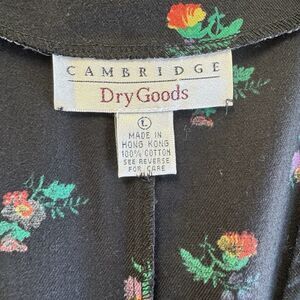 CAMBRIDGE
Dry Goods
L
MADE IN
HONG KONG
100% COTTON
SEE REVERSE
FOR CARE